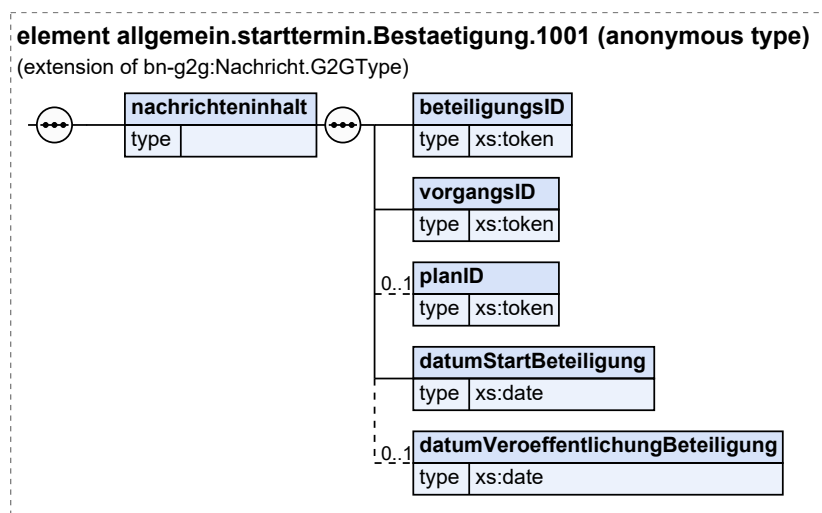 element allgemein.starttermin.Bestaetigung.1001 (anonymous type)
(extension of bn-g2g:Nachricht.G2GType)
nachrichteninhalt
type
beteiligungsID
type xs:token
vorgangsID
type xs:token
0..1
planID
type xs:token
datumStartBeteiligung
type xs:date
0..1
datumVeroeffentlichungBeteiligung
type xs:date